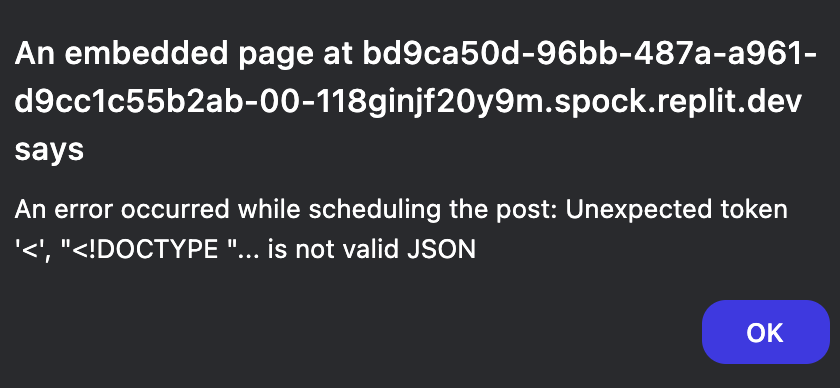 An embedded page at bd9ca50d-96bb-487a-a961-
d9cc1c55b2ab-00-118ginjf20y9m.spock.replit.dev
says
An error occurred while scheduling the post: Unexpected token
'<', "<!DOCTYPE "... is not valid JSON
OK